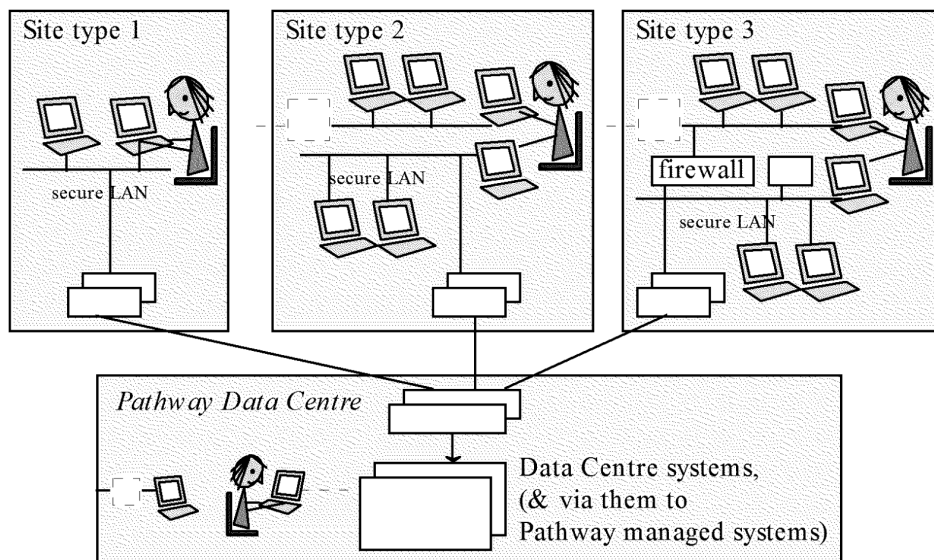 Site type 1
Site type 2
Site type 3
firewall
secure LAN
secure LAN
secure LAN
Pathway Data Centre
Data Centre systems,
(& via them to
Pathway managed systems)